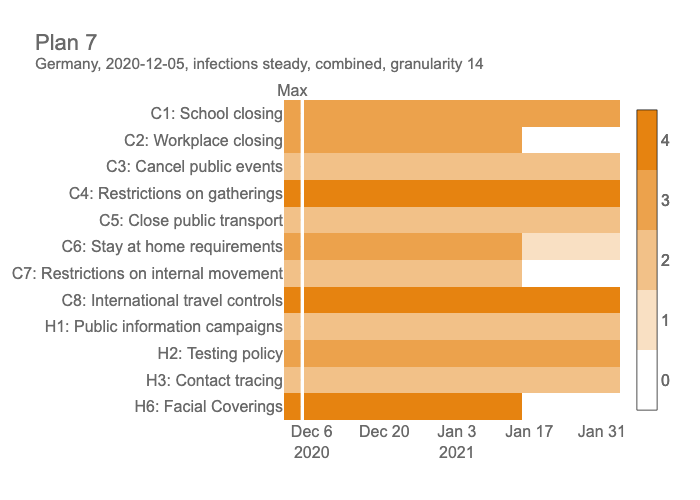 Plan 7
Germany, 2020-12-05, infections steady, combined, granularity 14
Max
C1: School closing
C2: Workplace closing
C3: Cancel public events
C4: Restrictions on gatherings
C5: Close public transport
C6: Stay at home requirements
C7: Restrictions on internal movement
C8: International travel controls
H1: Public information campaigns
H2: Testing policy
H3: Contact tracing
H6: Facial Coverings
4
3
2
1
0
Dec 6 Dec 20 Jan 3 Jan 17 Jan 31
2020 2021